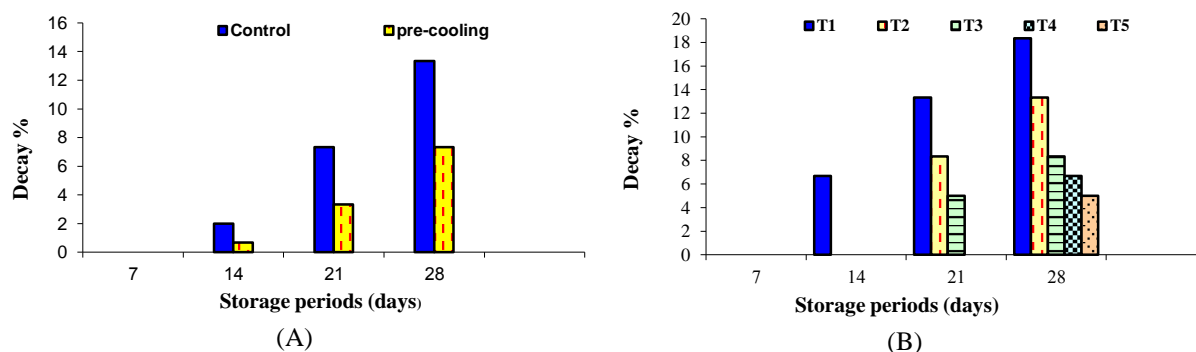 16
14
12
10
8
6
4
2
0
Decay %
Control pre-cooling
7 14 21 28
Storage periods (days)
(A)
20
18
16
14
12
10
8
6
4
2
0
Decay %
T1 T2 T3 T4 T5
7 14 21 28
Storage periods (days)
(B)